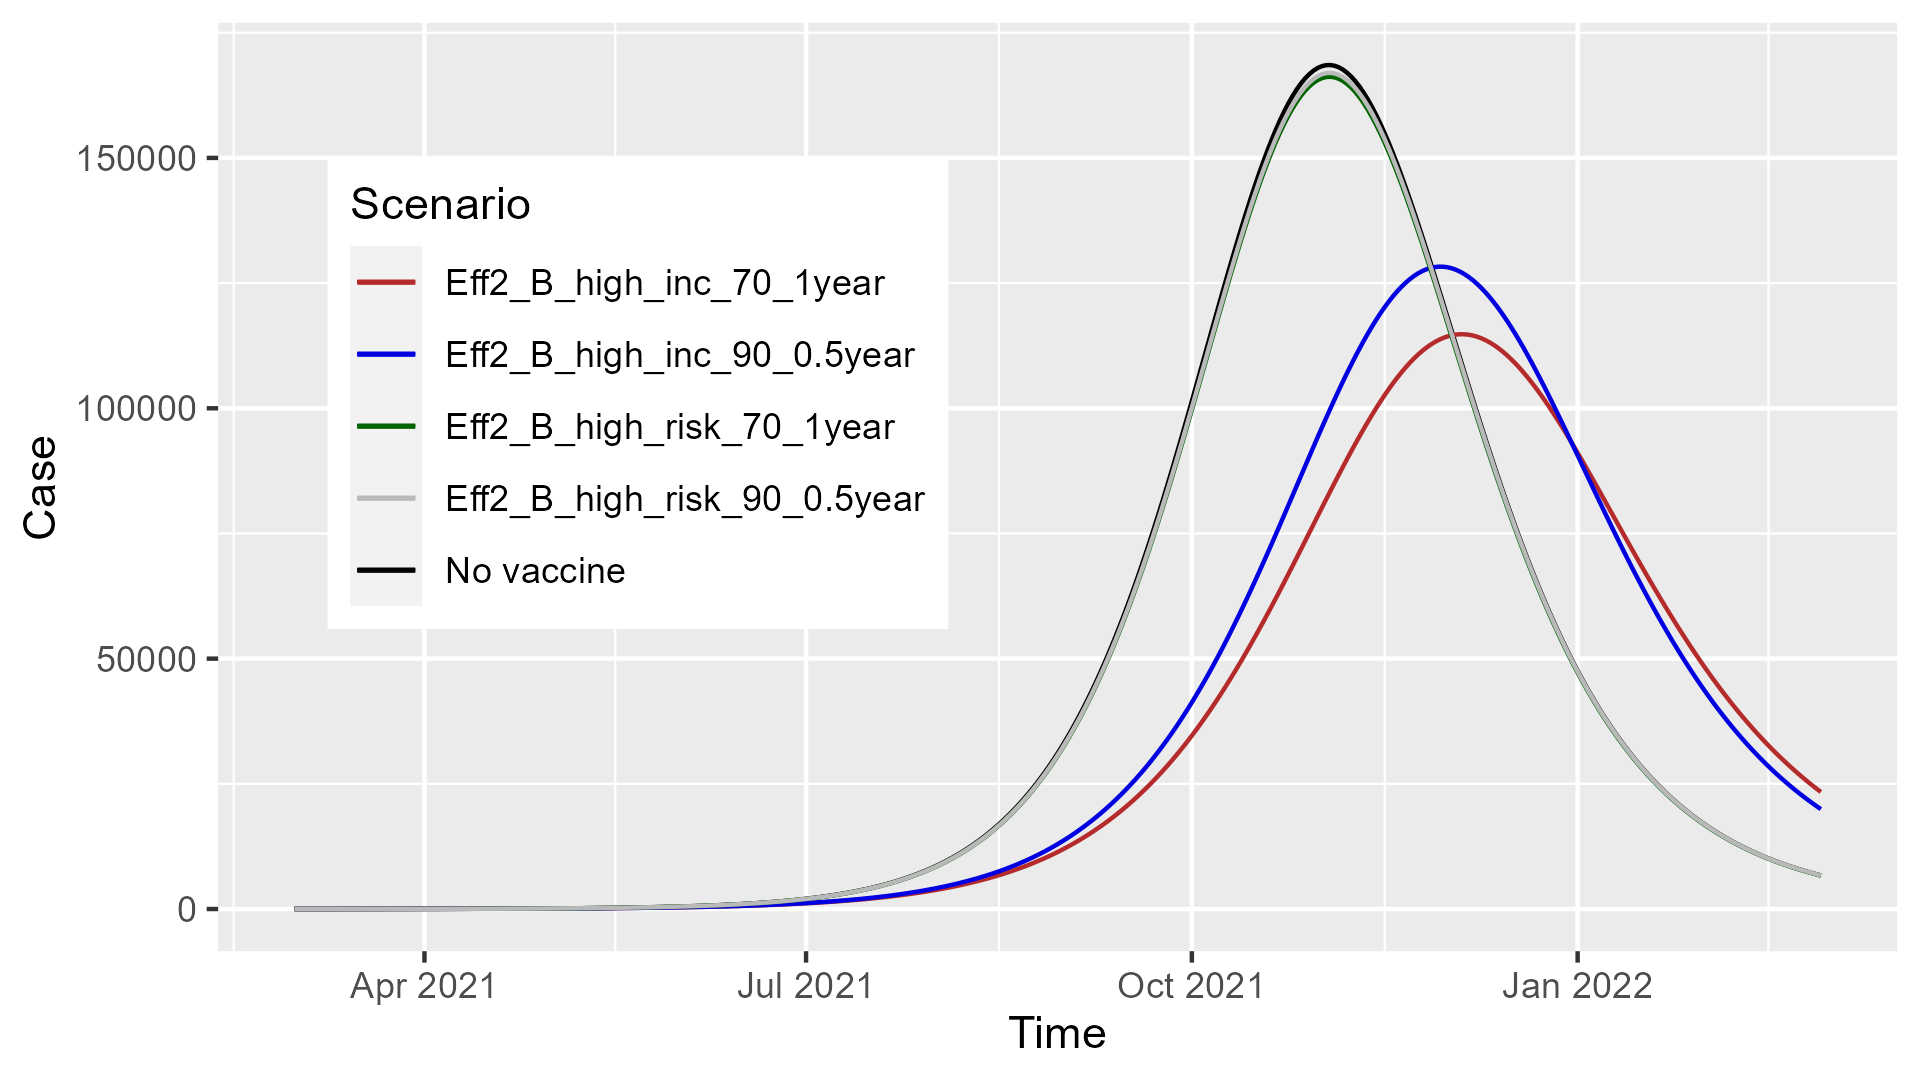 Scenario
Eff2_B_high_inc_70_1year
Eff2_B_high_inc_90_0.5year
Eff2_B_high_risk_70_1year
Eff2_B_high_risk_90_0.5year
No vaccine
150000
100000
50000
0
Case
Apr 2021
Jul 2021
Oct 2021
Jan 2022
Time